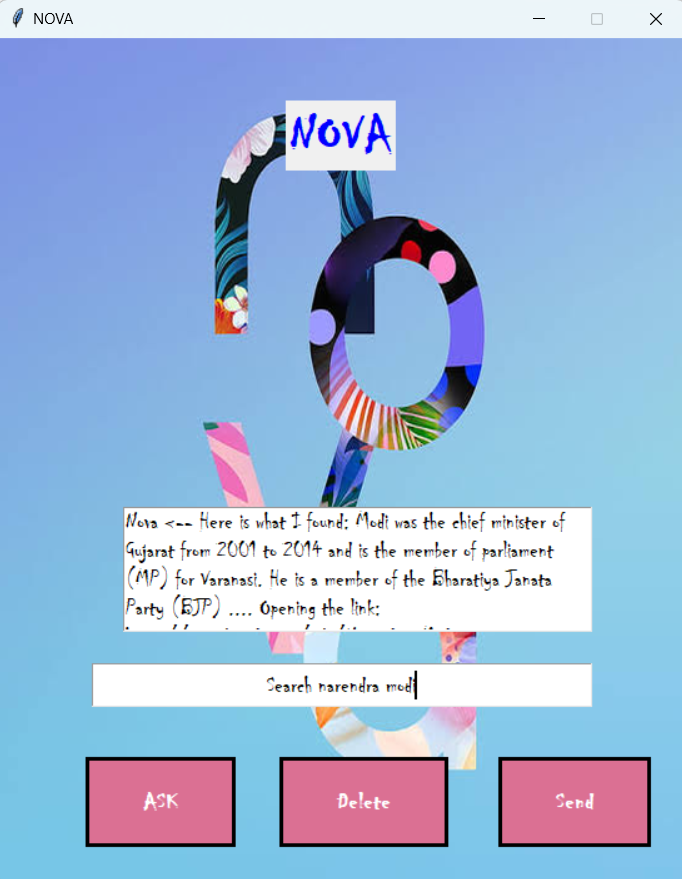 NOVA
NOVA
Nova <-- Here is what I found: Modi was the chief minister of
Gujarat from 2001 to 2014 and is the member of parliament
(MP) for Varanasi. He is a member of the Bharatiya Janata
Party (BJP) .... Opening the link:
Search narendra modi
ASK
Delete
Send